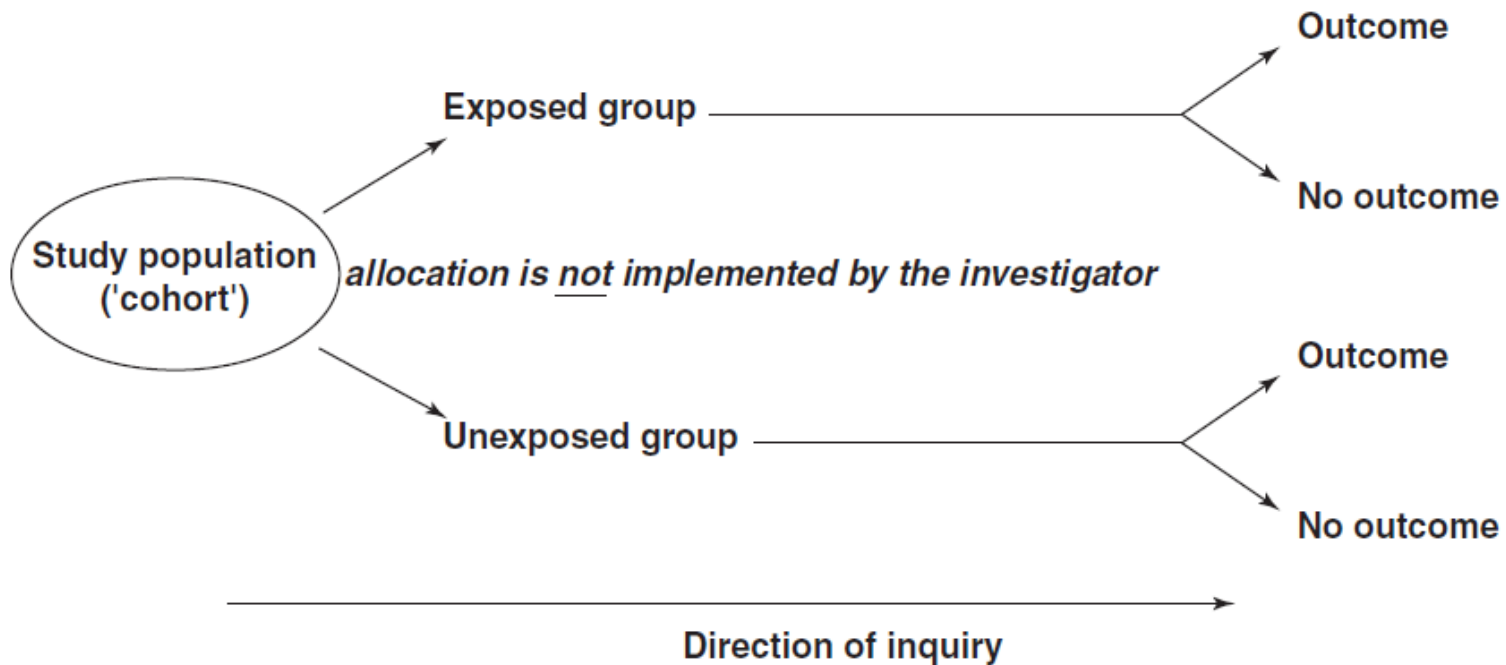 Outcome
Exposed group
No outcome
Study population
('cohort')
allocation is not implemented by the investigator
Outcome
Unexposed group
No outcome
Direction of inquiry